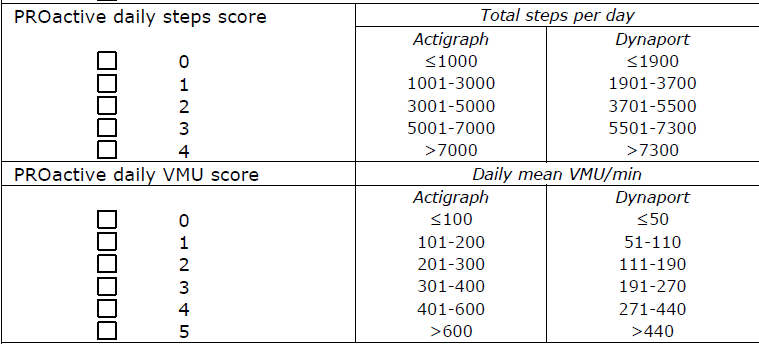 PROactive daily steps score Total steps per day
Actigraph Dynaport
0 ≤1000 ≤1900
1 1001-3000 1901-3700
2 3001-5000 3701-5500
3 5001-7000 5501-7300
4 >7000 >7300
PROactive daily VMU score Daily mean VMU/min
Actigraph Dynaport
0 ≤100 ≤50
1 101-200 51-110
2 201-300 111-190
3 301-400 191-270
4 401-600 271-440
5 >600 >440